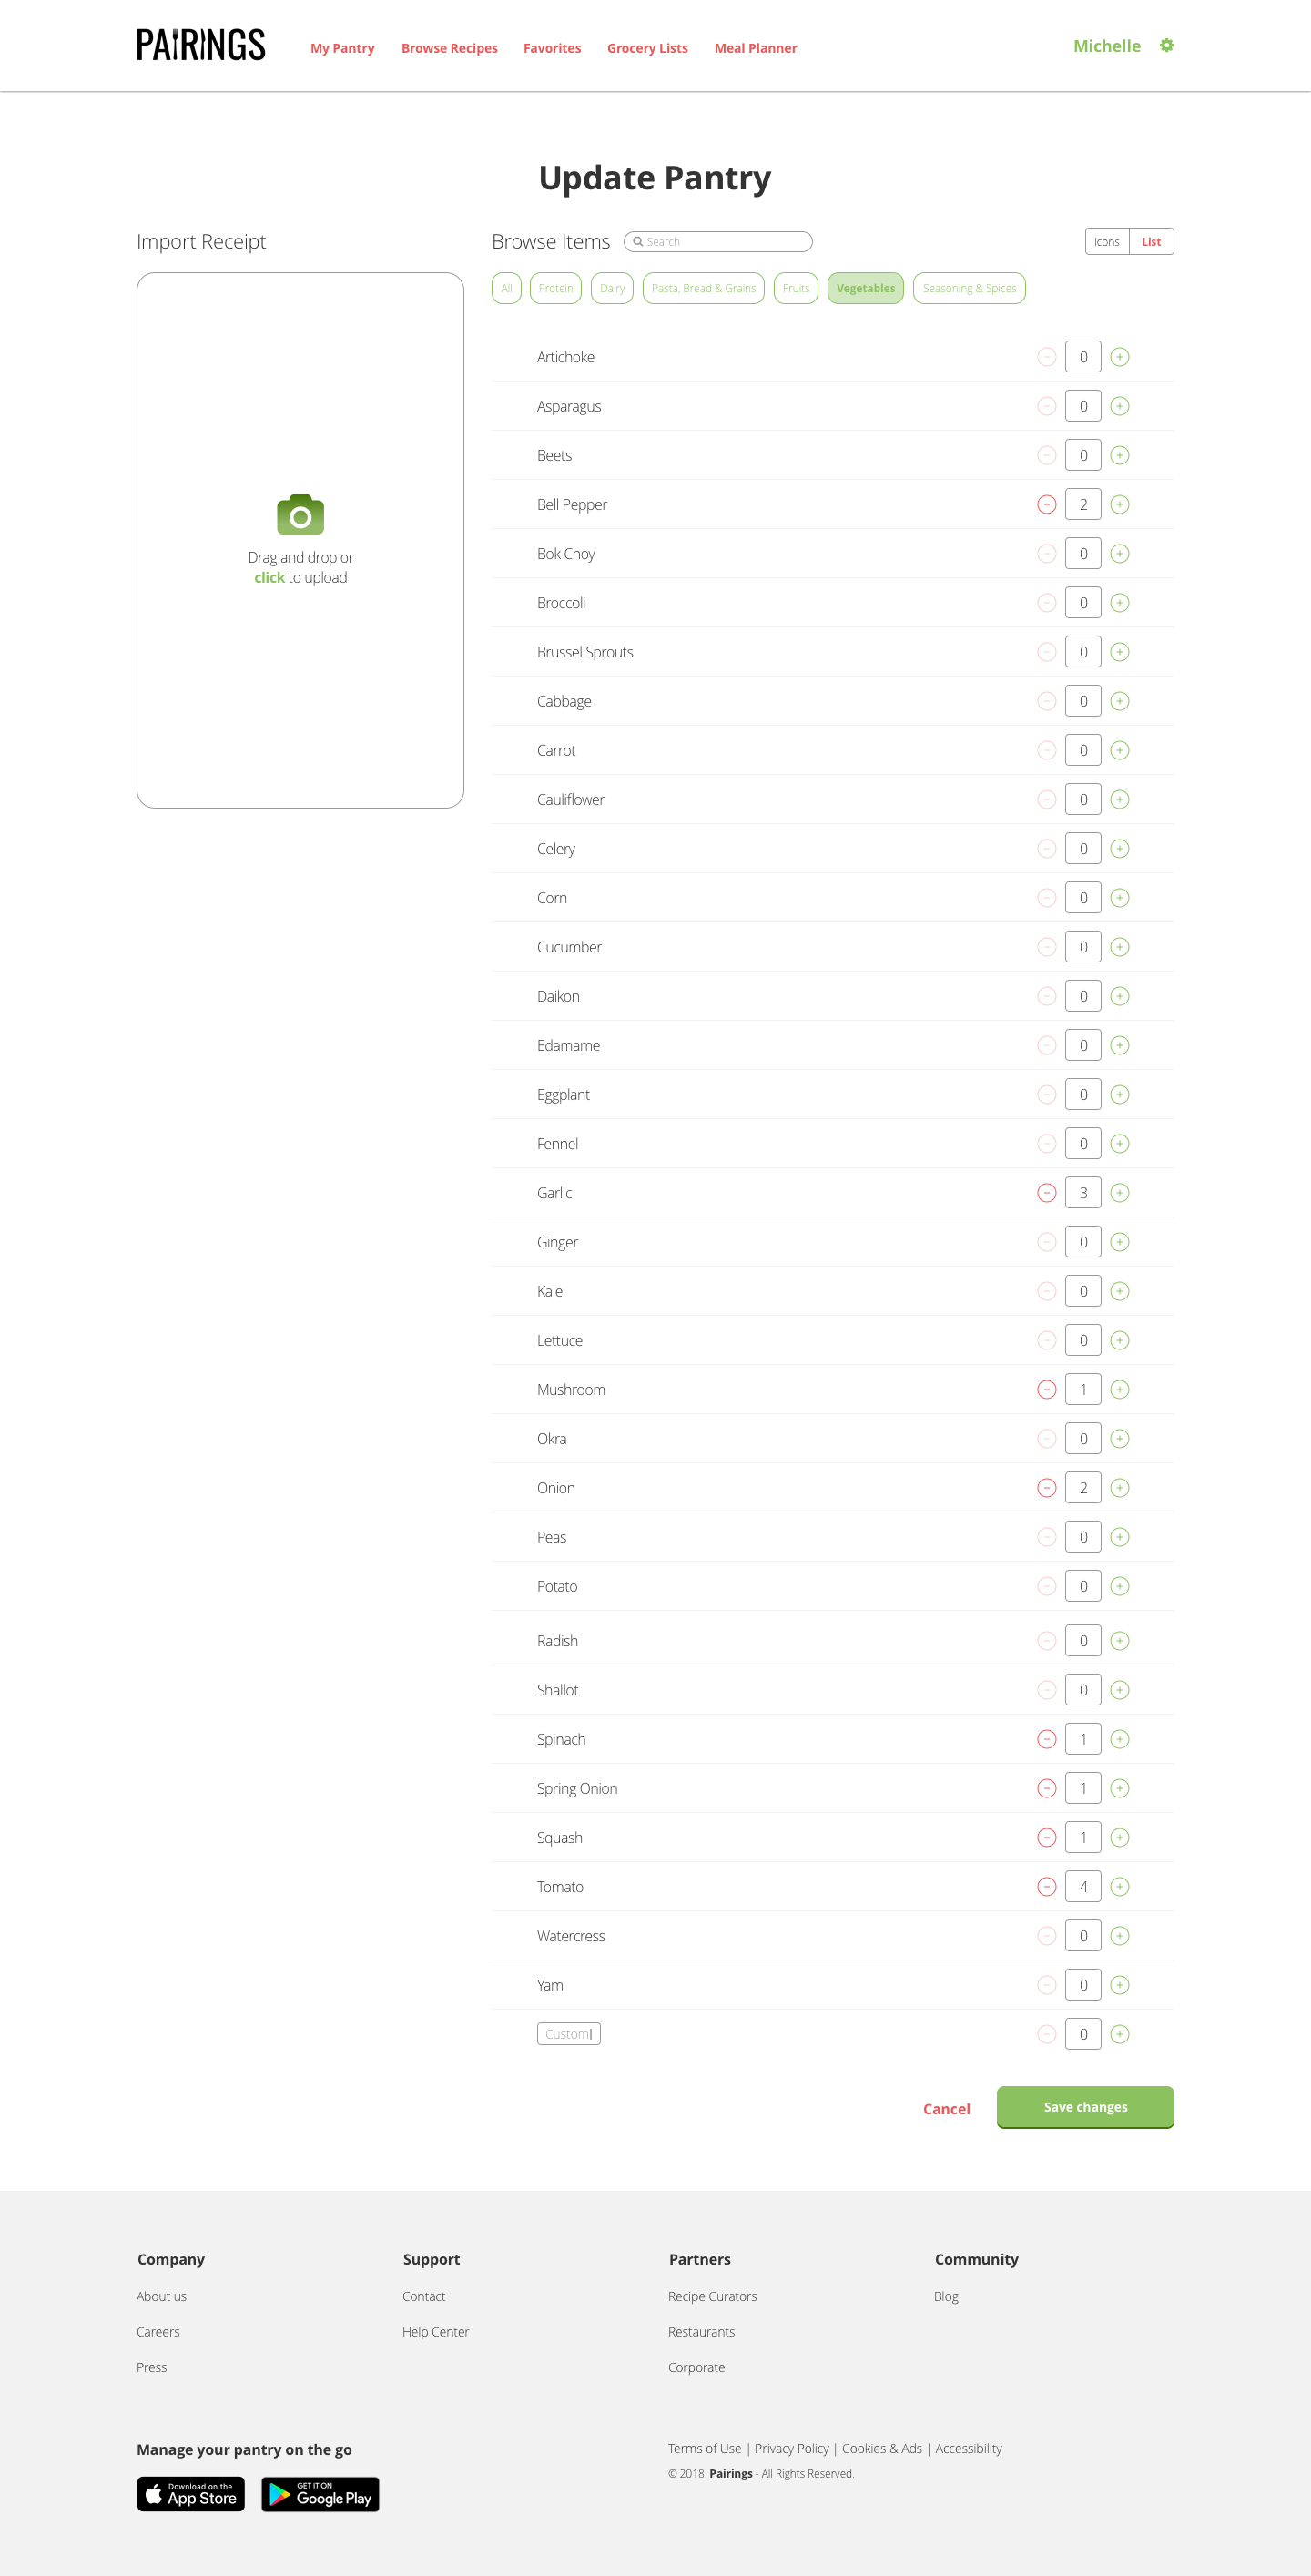 PAIRINGS
My Pantry Browse Recipes Favorites Grocery Lists Meal Planner
Michelle
Update Pantry
Import Receipt
Drag and drop or
click to upload
Browse Items
Search
Icons List
All Protein Dairy Pasta, Bread & Grains Fruits Vegetables Seasoning & Spices
Artichoke − 0 +
Asparagus − 0 +
Beets − 0 +
Bell Pepper − 2 +
Bok Choy − 0 +
Broccoli − 0 +
Brussel Sprouts − 0 +
Cabbage − 0 +
Carrot − 0 +
Cauliflower − 0 +
Celery − 0 +
Corn − 0 +
Cucumber − 0 +
Daikon − 0 +
Edamame − 0 +
Eggplant − 0 +
Fennel − 0 +
Garlic − 3 +
Ginger − 0 +
Kale − 0 +
Lettuce − 0 +
Mushroom − 1 +
Okra − 0 +
Onion − 2 +
Peas − 0 +
Potato − 0 +
Radish − 0 +
Shallot − 0 +
Spinach − 1 +
Spring Onion − 1 +
Squash − 1 +
Tomato − 4 +
Watercress − 0 +
Yam − 0 +
Custom − 0 +
Cancel Save changes
Company
About us
Careers
Press
Support
Contact
Help Center
Partners
Recipe Curators
Restaurants
Corporate
Community
Blog
Manage your pantry on the go
Download on the
App Store
GET IT ON
Google Play
Terms of Use | Privacy Policy | Cookies & Ads | Accessibility
© 2018. Pairings - All Rights Reserved.